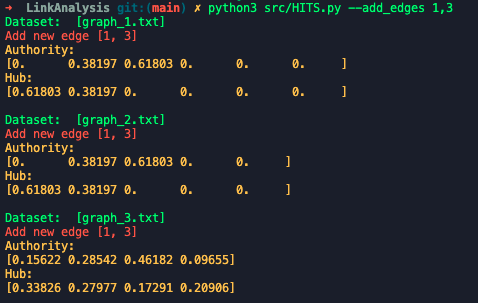 → LinkAnalysis git:(main) ✗ python3 src/HITS.py --add_edges 1,3
Dataset:  [graph_1.txt]
Add new edge [1, 3]
Authority:
[0.      0.38197 0.61803 0.      0.      0.     ]
Hub:
[0.61803 0.38197 0.      0.      0.      0.     ]

Dataset:  [graph_2.txt]
Add new edge [1, 3]
Authority:
[0.      0.38197 0.61803 0.      0.     ]
Hub:
[0.61803 0.38197 0.      0.      0.     ]

Dataset:  [graph_3.txt]
Add new edge [1, 3]
Authority:
[0.15622 0.28542 0.46182 0.09655]
Hub:
[0.33826 0.27977 0.17291 0.20906]